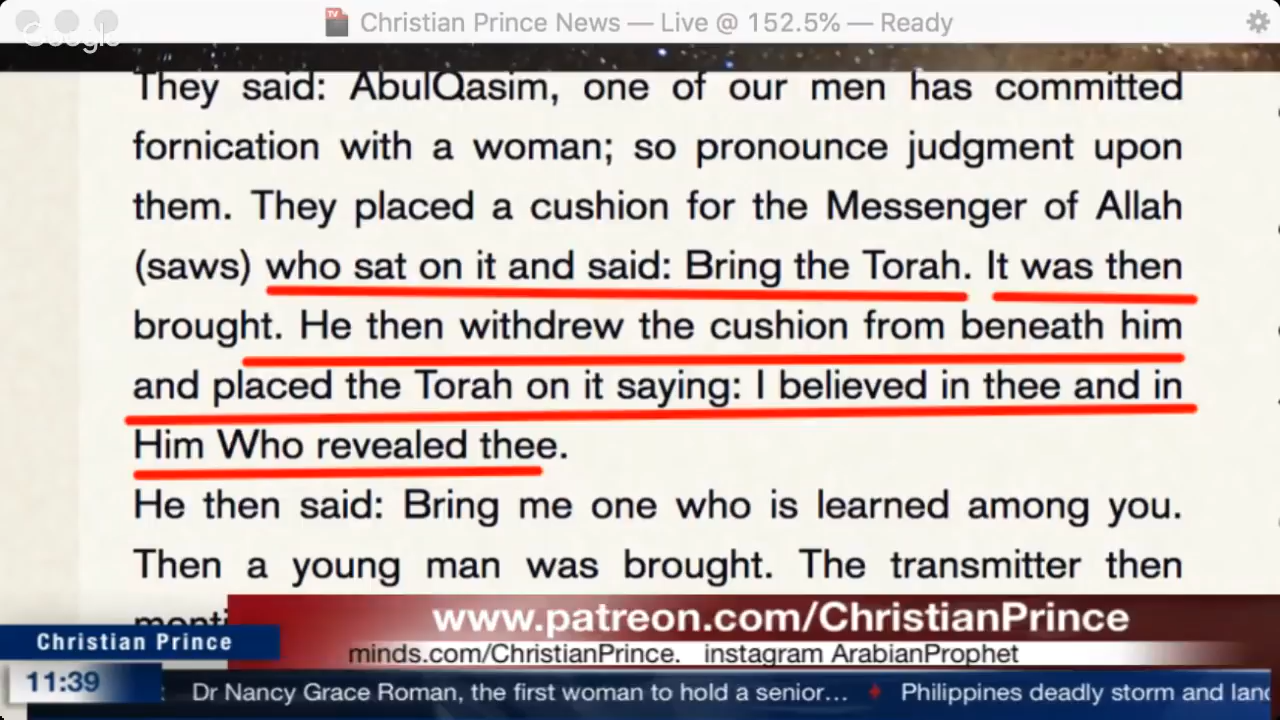 Christian Prince News — Live @ 152.5% — Ready
Google
They said: AbulQasim, one of our men has committed
fornication with a woman; so pronounce judgment upon
them. They placed a cushion for the Messenger of Allah
(saws) who sat on it and said: Bring the Torah. It was then
brought. He then withdrew the cushion from beneath him
and placed the Torah on it saying: I believed in thee and in
Him Who revealed thee.
He then said: Bring me one who is learned among you.
Then a young man was brought. The transmitter then
www.patreon.com/ChristianPrince
Christian Prince
minds.com/ChristianPrince. instagram ArabianProphet
11:39
Dr Nancy Grace Roman, the first woman to hold a senior... Philippines deadly storm and